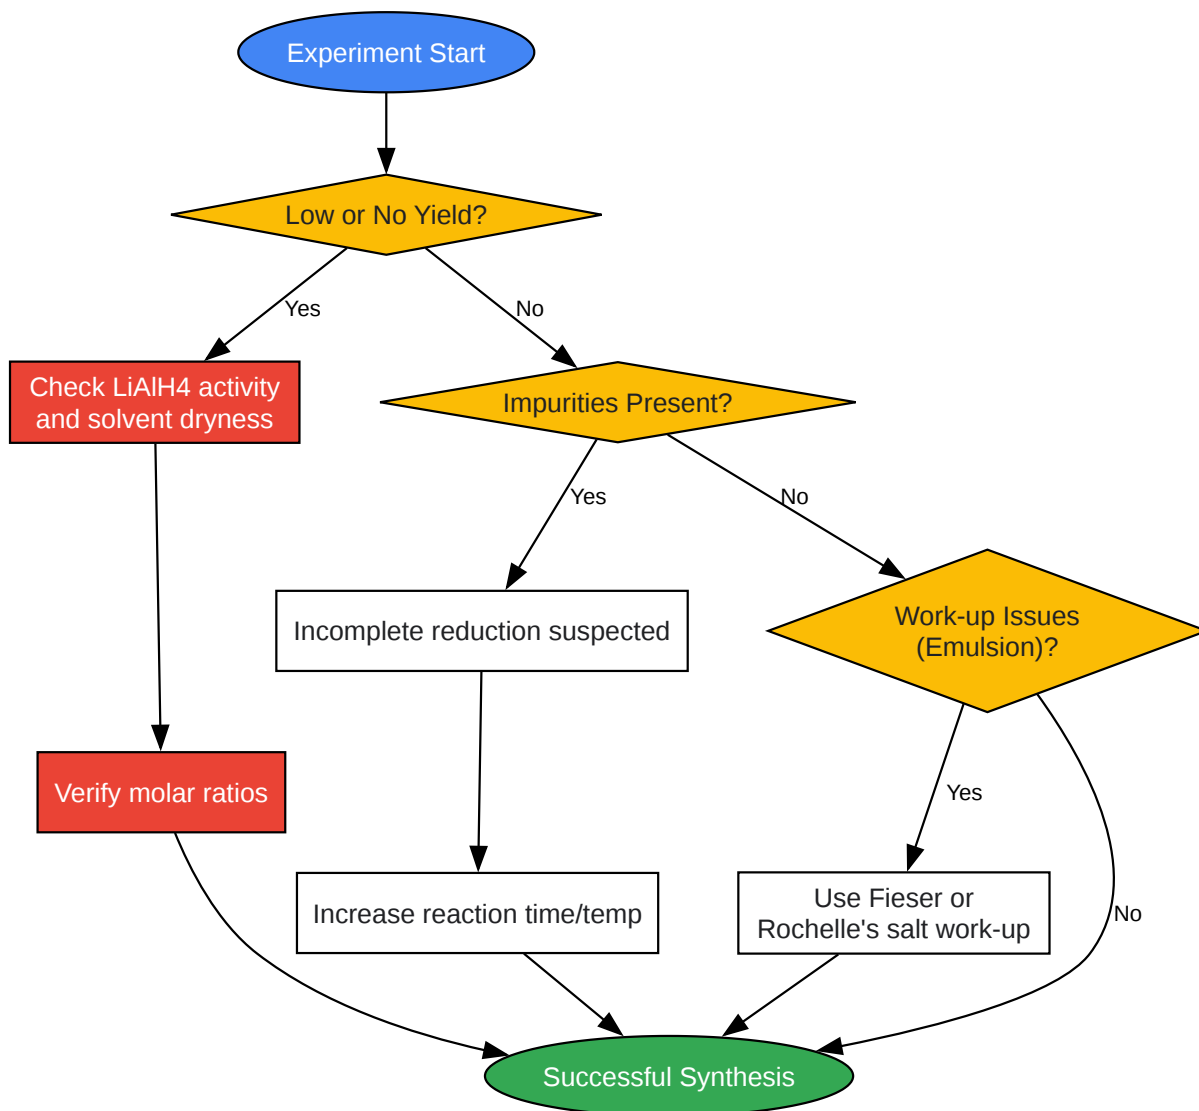 Experiment Start
Low or No Yield?
Yes
No
Check LiAlH4 activity
and solvent dryness
Impurities Present?
Yes
No
Incomplete reduction suspected
Work-up Issues
(Emulsion)?
Verify molar ratios
Yes
Increase reaction time/temp
Use Fieser or
Rochelle's salt work-up
No
Successful Synthesis